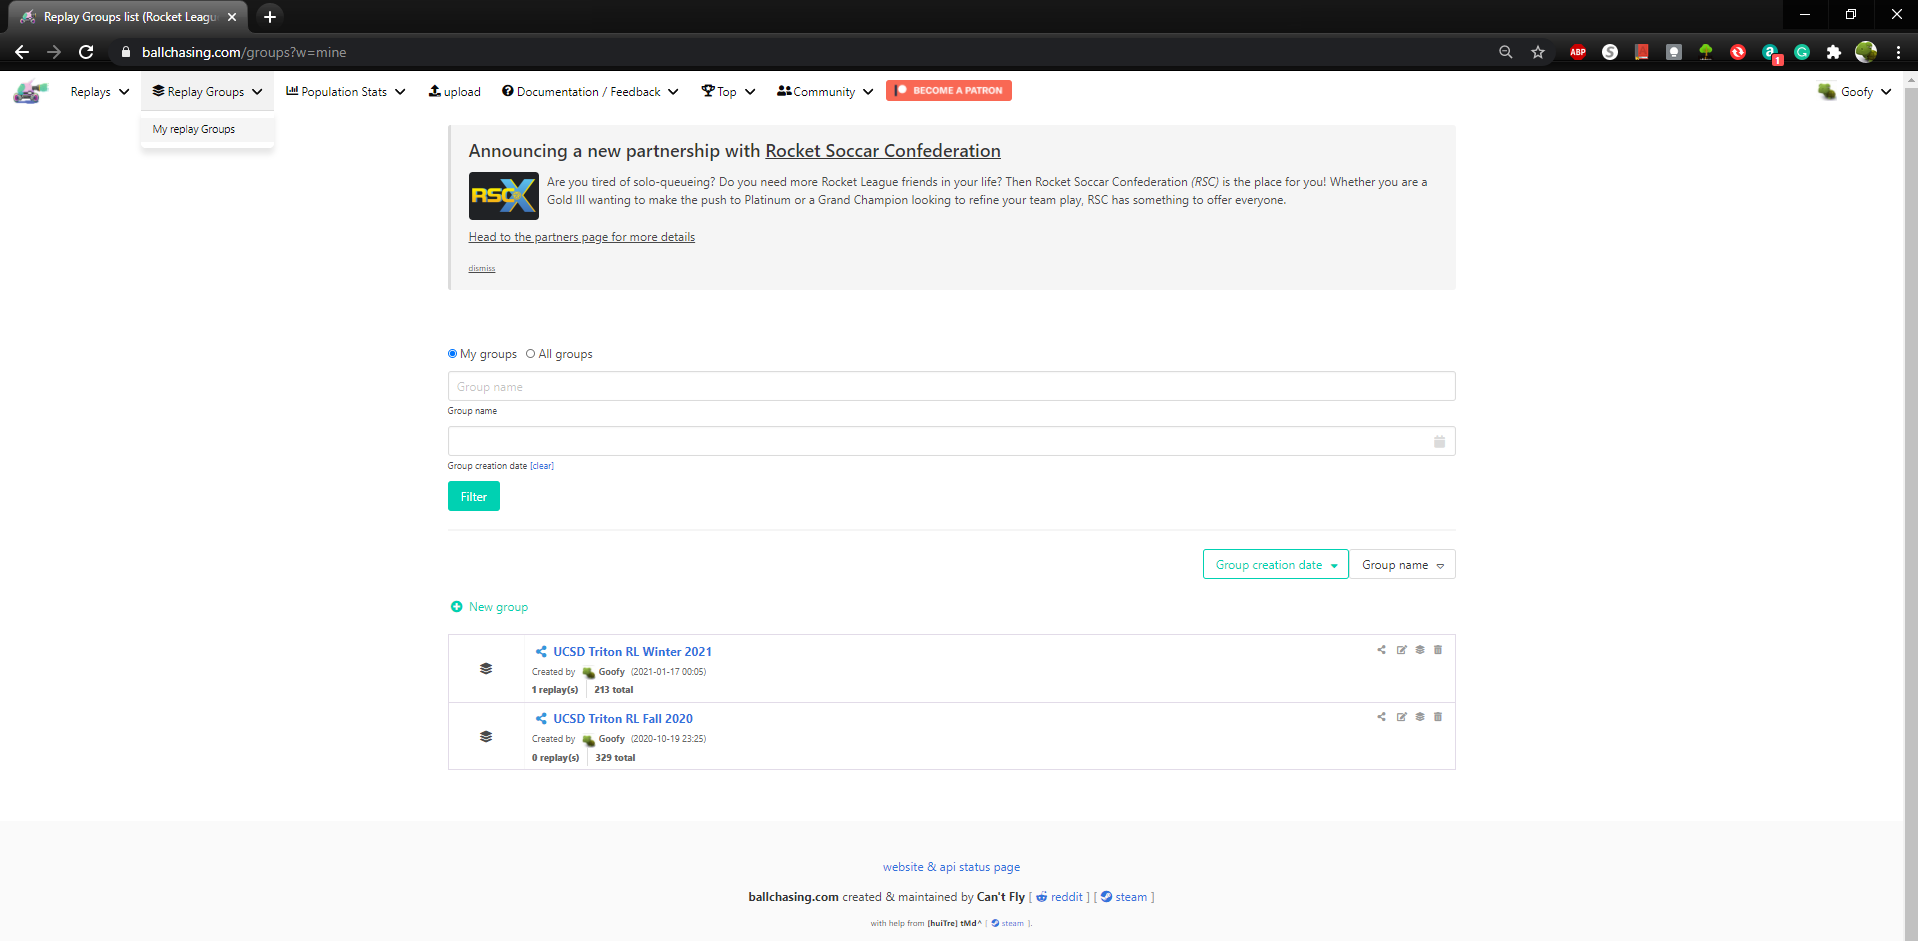 Replay Groups list (Rocket Leagu
ballchasing.com/groups?w=mine
ABP
1
Replays
Replay Groups
Population Stats
upload
Documentation / Feedback
Top
Community
BECOME A PATRON
Goofy
My replay Groups
Announcing a new partnership with Rocket Soccar Confederation
RSCX
Are you tired of solo-queueing? Do you need more Rocket League friends in your life? Then Rocket Soccar Confederation (RSC) is the place for you! Whether you are a
Gold III wanting to make the push to Platinum or a Grand Champion looking to refine your team play, RSC has something to offer everyone.
Head to the partners page for more details
dismiss
My groups All groups
Group name
Group name
Group creation date [clear]
Filter
Group creation date
Group name
New group
UCSD Triton RL Winter 2021
Created by Goofy (2021-01-17 00:05)
1 replay(s) 213 total
UCSD Triton RL Fall 2020
Created by Goofy (2020-10-19 23:25)
0 replay(s) 329 total
website & api status page
ballchasing.com created & maintained by Can't Fly [ reddit ] [ steam ]
with help from [huiTre] tMd^ [ steam ].